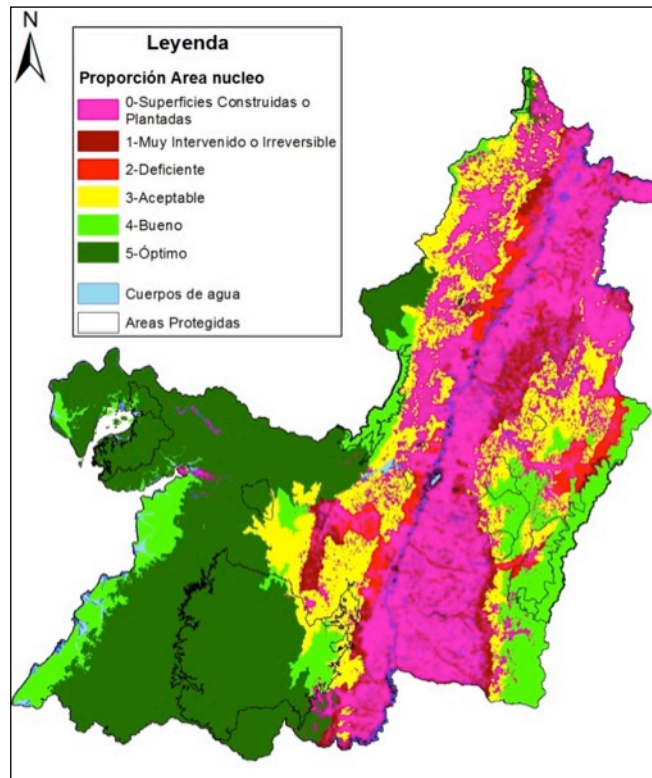 N
Leyenda
Proporción Area nucleo
0-Superficies Construidas o
Plantadas
1-Muy Intervenido o Irreversible
2-Deficiente
3-Aceptable
4-Bueno
5-Óptimo
Cuerpos de agua
Areas Protegidas